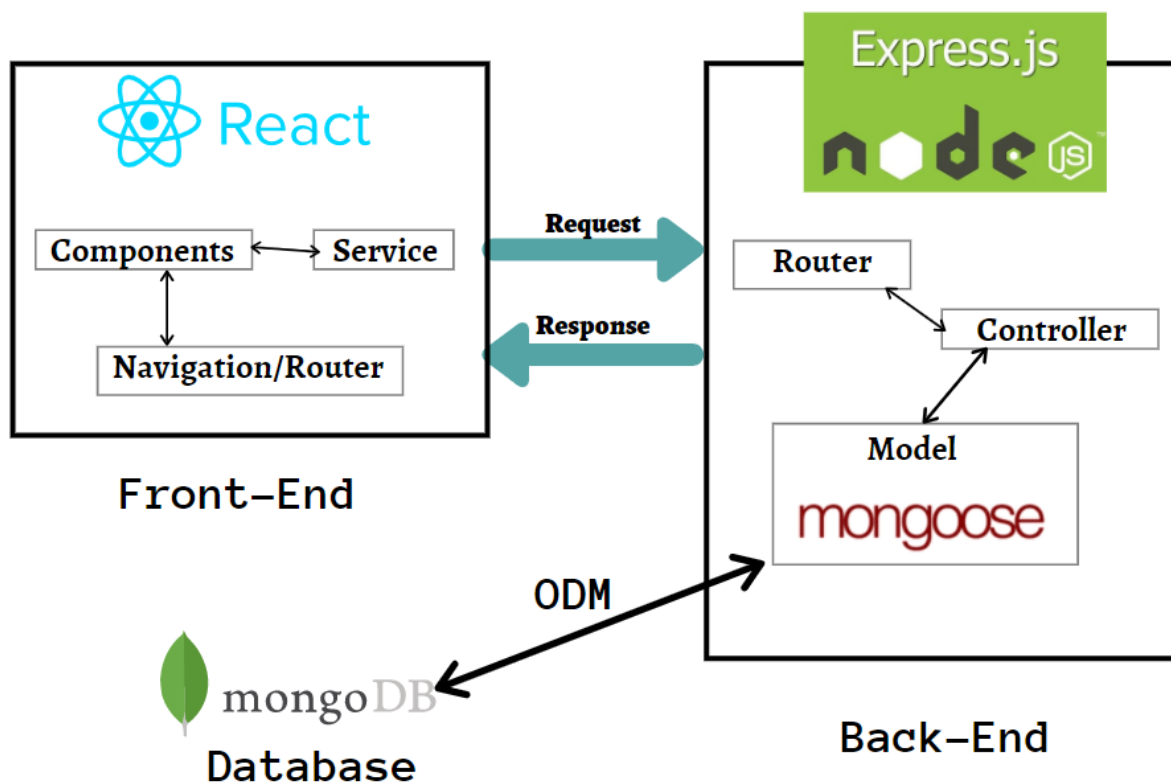 React
Components
Service
Navigation/Router
Front-End
Request
Response
Express.js
node
JS
™
Router
Controller
Model
mongoose
Back-End
ODM
mongoDB
Database